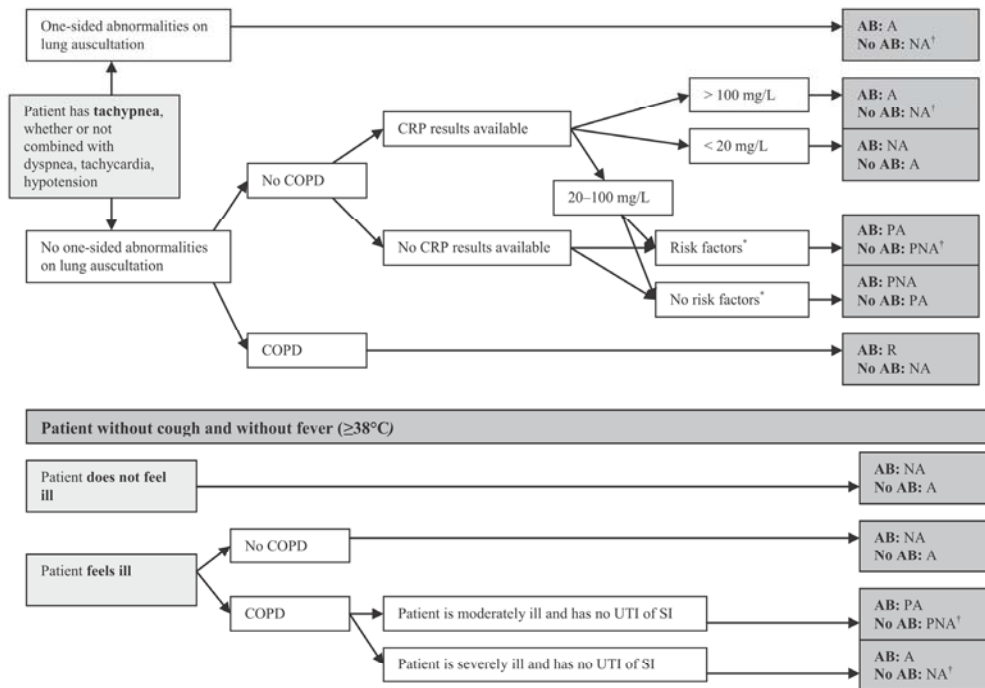 One-sided abnormalities on
lung auscultation
AB: A
No AB: NA†
Patient has tachypnea,
whether or not
combined with
dyspnea, tachycardia,
hypotension
No COPD
CRP results available
> 100 mg/L
AB: A
No AB: NA†
< 20 mg/L
AB: NA
No AB: A
20–100 mg/L
No one-sided abnormalities
on lung auscultation
No CRP results available
Risk factors*
AB: PA
No AB: PNA†
No risk factors*
AB: PNA
No AB: PA
COPD
AB: R
No AB: NA
Patient without cough and without fever (≥38°C)
Patient does not feel
ill
AB: NA
No AB: A
Patient feels ill
No COPD
AB: NA
No AB: A
COPD
Patient is moderately ill and has no UTI of SI
AB: PA
No AB: PNA†
Patient is severely ill and has no UTI of SI
AB: A
No AB: NA†